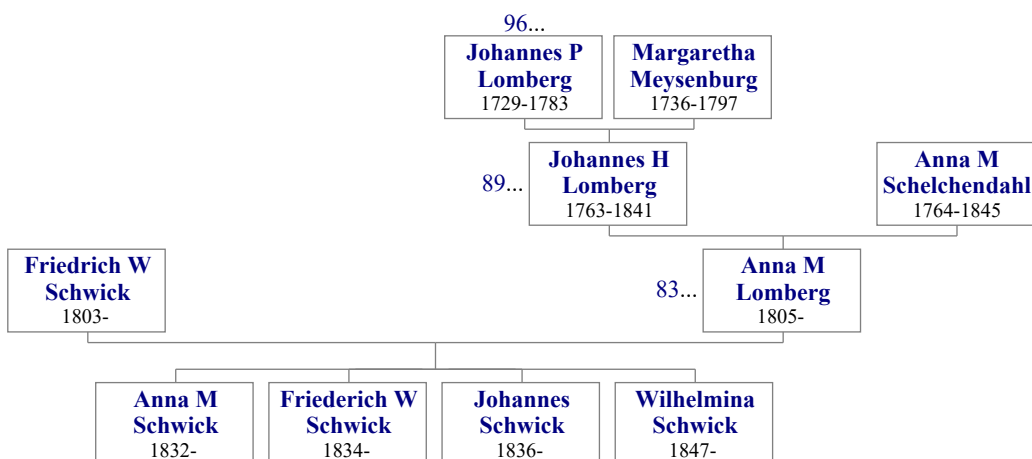 96...
Johannes P
Lomberg
1729-1783
Margaretha
Meysenburg
1736-1797
89...
Johannes H
Lomberg
1763-1841
Anna M
Schelchendahl
1764-1845
Friedrich W
Schwick
1803-
83...
Anna M
Lomberg
1805-
Anna M
Schwick
1832-
Friederich W
Schwick
1834-
Johannes
Schwick
1836-
Wilhelmina
Schwick
1847-